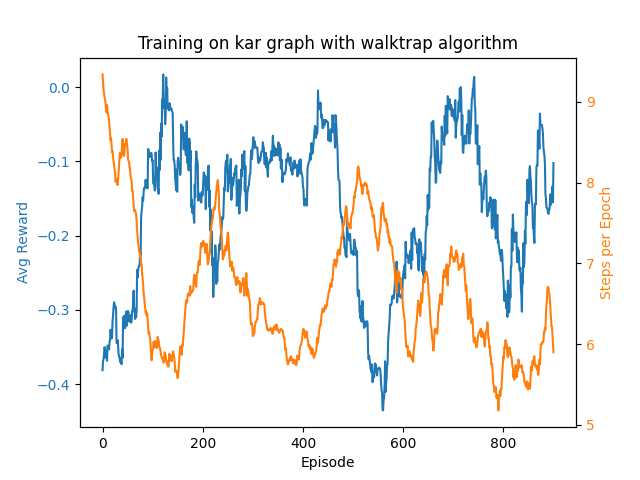 Training on kar graph with walktrap algorithm
Avg Reward
0.0
−0.1
−0.2
−0.3
−0.4
9
8
7
6
5
Steps per Epoch
0 200 400 600 800
Episode